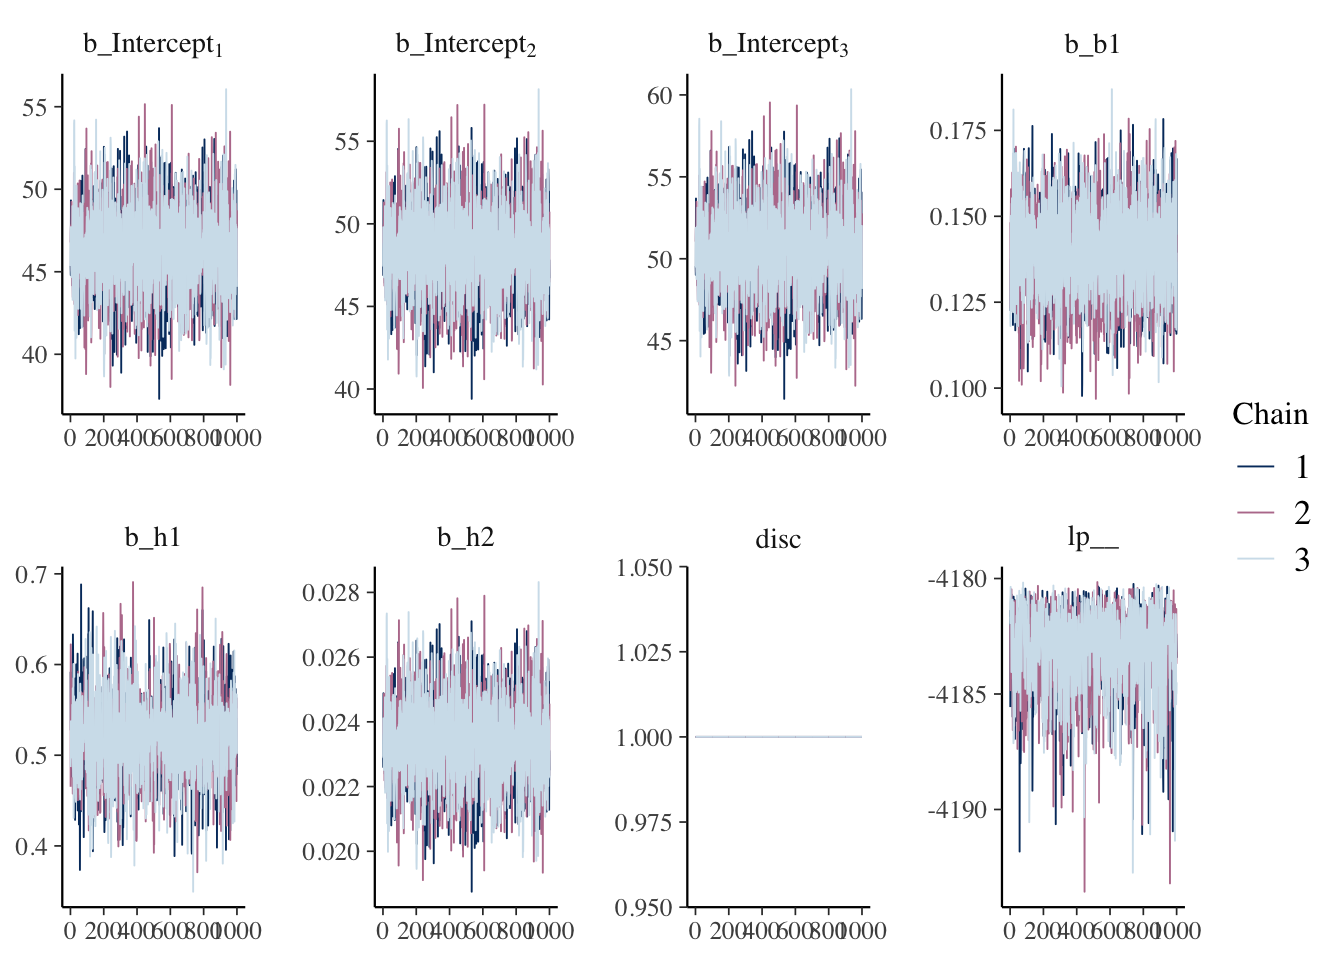 b_Intercept₁
55
50
45
40
0 200 400 600 800 1000
b_Intercept₂
55
50
45
40
0 200 400 600 800 1000
b_Intercept₃
60
55
50
45
0 200 400 600 800 1000
b_b1
0.175
0.150
0.125
0.100
0 200 400 600 800 1000
b_h1
0.7
0.6
0.5
0.4
0 200 400 600 800 1000
b_h2
0.028
0.026
0.024
0.022
0.020
0 200 400 600 800 1000
disc
1.050
1.025
1.000
0.975
0.950
0 200 400 600 800 1000
lp__
-4180
-4185
-4190
0 200 400 600 800 1000
Chain
1
2
3